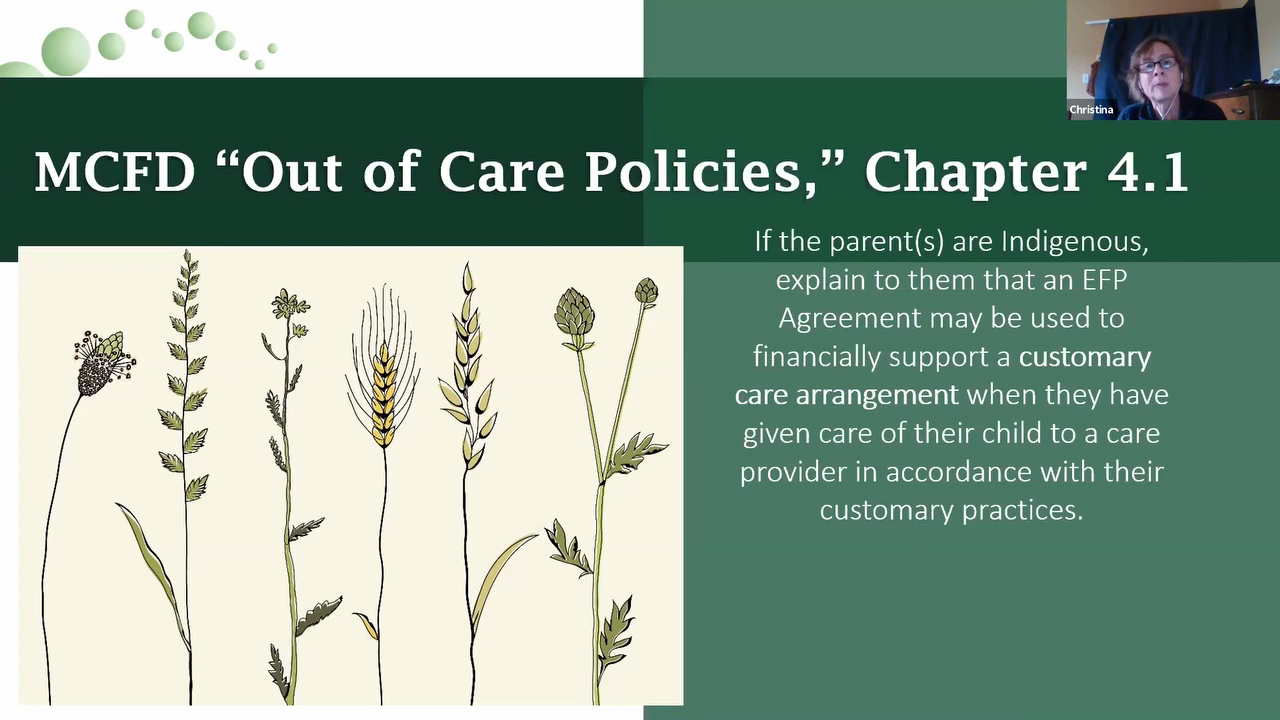 Christina
MCFD “Out of Care Policies,” Chapter 4.1
If the parent(s) are Indigenous,
explain to them that an EFP
Agreement may be used to
financially support a customary
care arrangement when they have
given care of their child to a care
provider in accordance with their
customary practices.